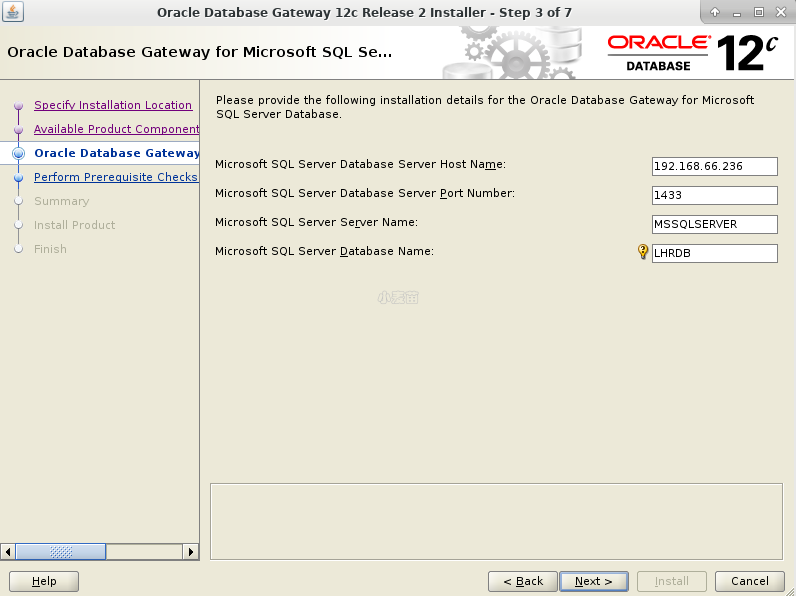 Oracle Database Gateway 12c Release 2 Installer - Step 3 of 7
Oracle Database Gateway for Microsoft SQL Se...
ORACLE®
DATABASE
12c
Specify Installation Location
Available Product Component
Oracle Database Gateway
Perform Prerequisite Checks
Summary
Install Product
Finish
Please provide the following installation details for the Oracle Database Gateway for Microsoft
SQL Server Database.
Microsoft SQL Server Database Server Host Name: 192.168.66.236
Microsoft SQL Server Database Server Port Number: 1433
Microsoft SQL Server Server Name: MSSQLSERVER
Microsoft SQL Server Database Name: LHRDB
Help
< Back
Next >
Install
Cancel